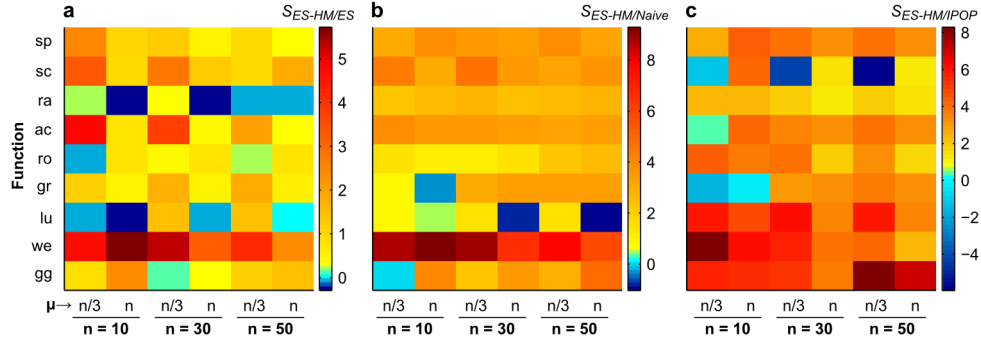 a
S_ES-HM/ES
b
S_ES-HM/Naive
c
S_ES-HM/IPOP
Function
sp
sc
ra
ac
ro
gr
lu
we
gg
5
4
3
2
1
0
8
6
4
2
0
8
6
4
2
0
−2
−4
µ→
n/3 n n/3 n n/3 n
n = 10 n = 30 n = 50
n/3 n n/3 n n/3 n
n = 10 n = 30 n = 50
n/3 n n/3 n n/3 n
n = 10 n = 30 n = 50